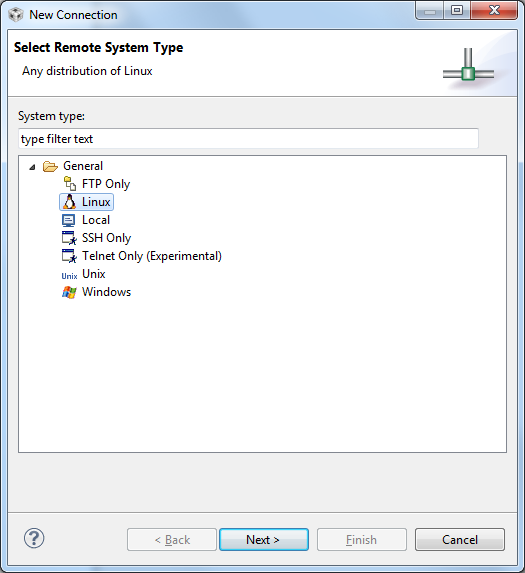 New Connection
Select Remote System Type
Any distribution of Linux
System type:
type filter text
General
FTP Only
Linux
Local
SSH Only
Telnet Only (Experimental)
Unix Unix
Windows
? < Back Next > Finish Cancel